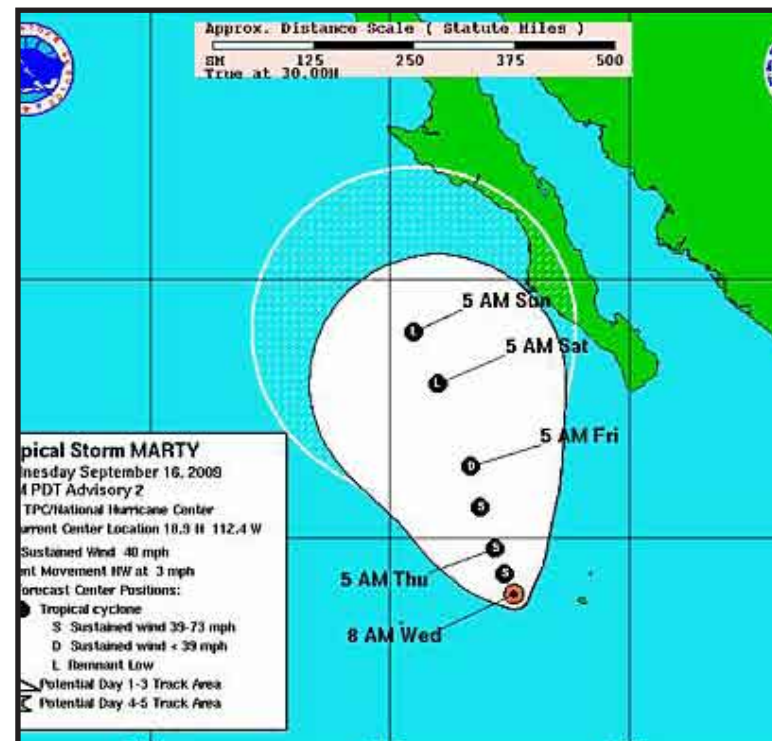 Approx. Distance Scale ( Statute Miles )
SM 125 250 375 500
True at 30.00N
5 AM Sun
5 AM Sat
5 AM Fri
5 AM Thu
8 AM Wed
pical Storm MARTY
nesday September 16, 2009
M PDT Advisory 2
TPC/National Hurricane Center
urrent Center Location 18.9 N 112.4 W
Sustained Wind 40 mph
nt Movement NW at 3 mph
orecast Center Positions:
Tropical cyclone
S Sustained wind 39-73 mph
D Sustained wind < 39 mph
L Remnant Low
Potential Day 1-3 Track Area
Potential Day 4-5 Track Area
L
L
D
S
S
S